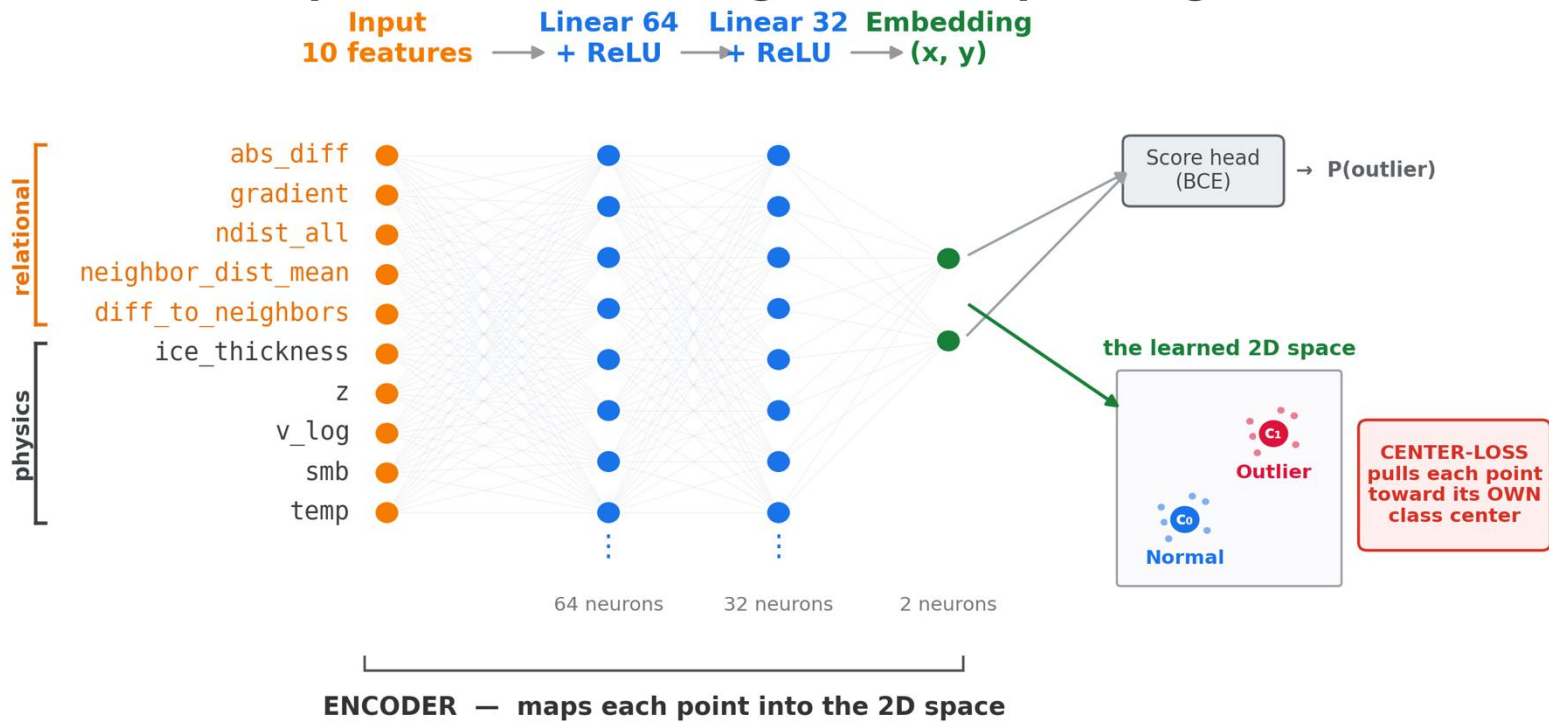 Input
10 features
Linear 64
+ ReLU
Linear 32
+ ReLU
Embedding
(x, y)
relational
abs_diff
gradient
ndist_all
neighbor_dist_mean
diff_to_neighbors
physics
ice_thickness
z
v_log
smb
temp
64 neurons
32 neurons
2 neurons
Score head
(BCE)
→ P(outlier)
the learned 2D space
c₁
Outlier
c₀
Normal
CENTER-LOSS
pulls each point
toward its OWN
class center
ENCODER — maps each point into the 2D space